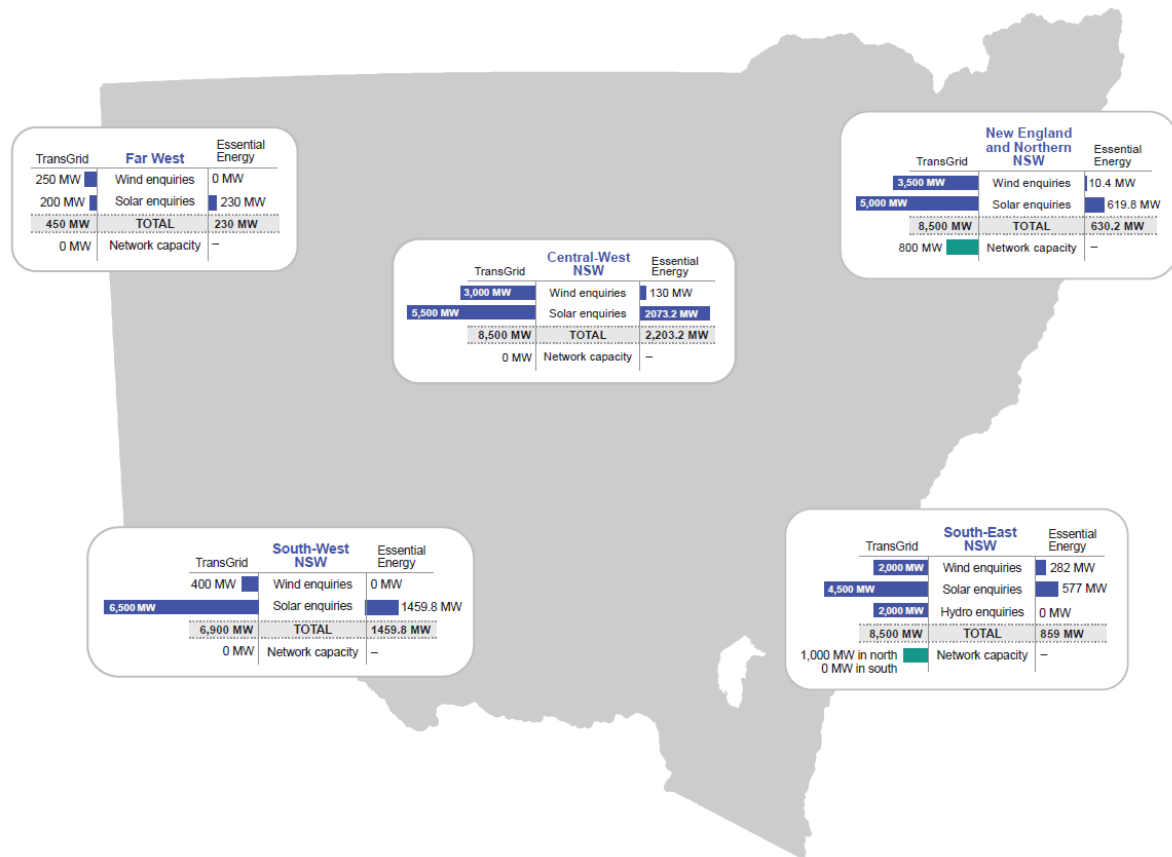 Far West
TransGrid
Essential
Energy
250 MW Wind enquiries 0 MW
200 MW Solar enquiries 230 MW
450 MW TOTAL 230 MW
0 MW Network capacity –
New England
and Northern
NSW
TransGrid
Essential
Energy
3,500 MW Wind enquiries 10.4 MW
5,000 MW Solar enquiries 619.8 MW
8,500 MW TOTAL 630.2 MW
800 MW Network capacity –
Central-West
NSW
TransGrid
Essential
Energy
3,000 MW Wind enquiries 130 MW
5,500 MW Solar enquiries 2073.2 MW
8,500 MW TOTAL 2,203.2 MW
0 MW Network capacity –
South-West
NSW
TransGrid
Essential
Energy
400 MW Wind enquiries 0 MW
6,500 MW Solar enquiries 1459.8 MW
6,900 MW TOTAL 1459.8 MW
0 MW Network capacity –
South-East
NSW
TransGrid
Essential
Energy
2,000 MW Wind enquiries 282 MW
4,500 MW Solar enquiries 577 MW
2,000 MW Hydro enquiries 0 MW
8,500 MW TOTAL 859 MW
1,000 MW in north Network capacity –
0 MW in south